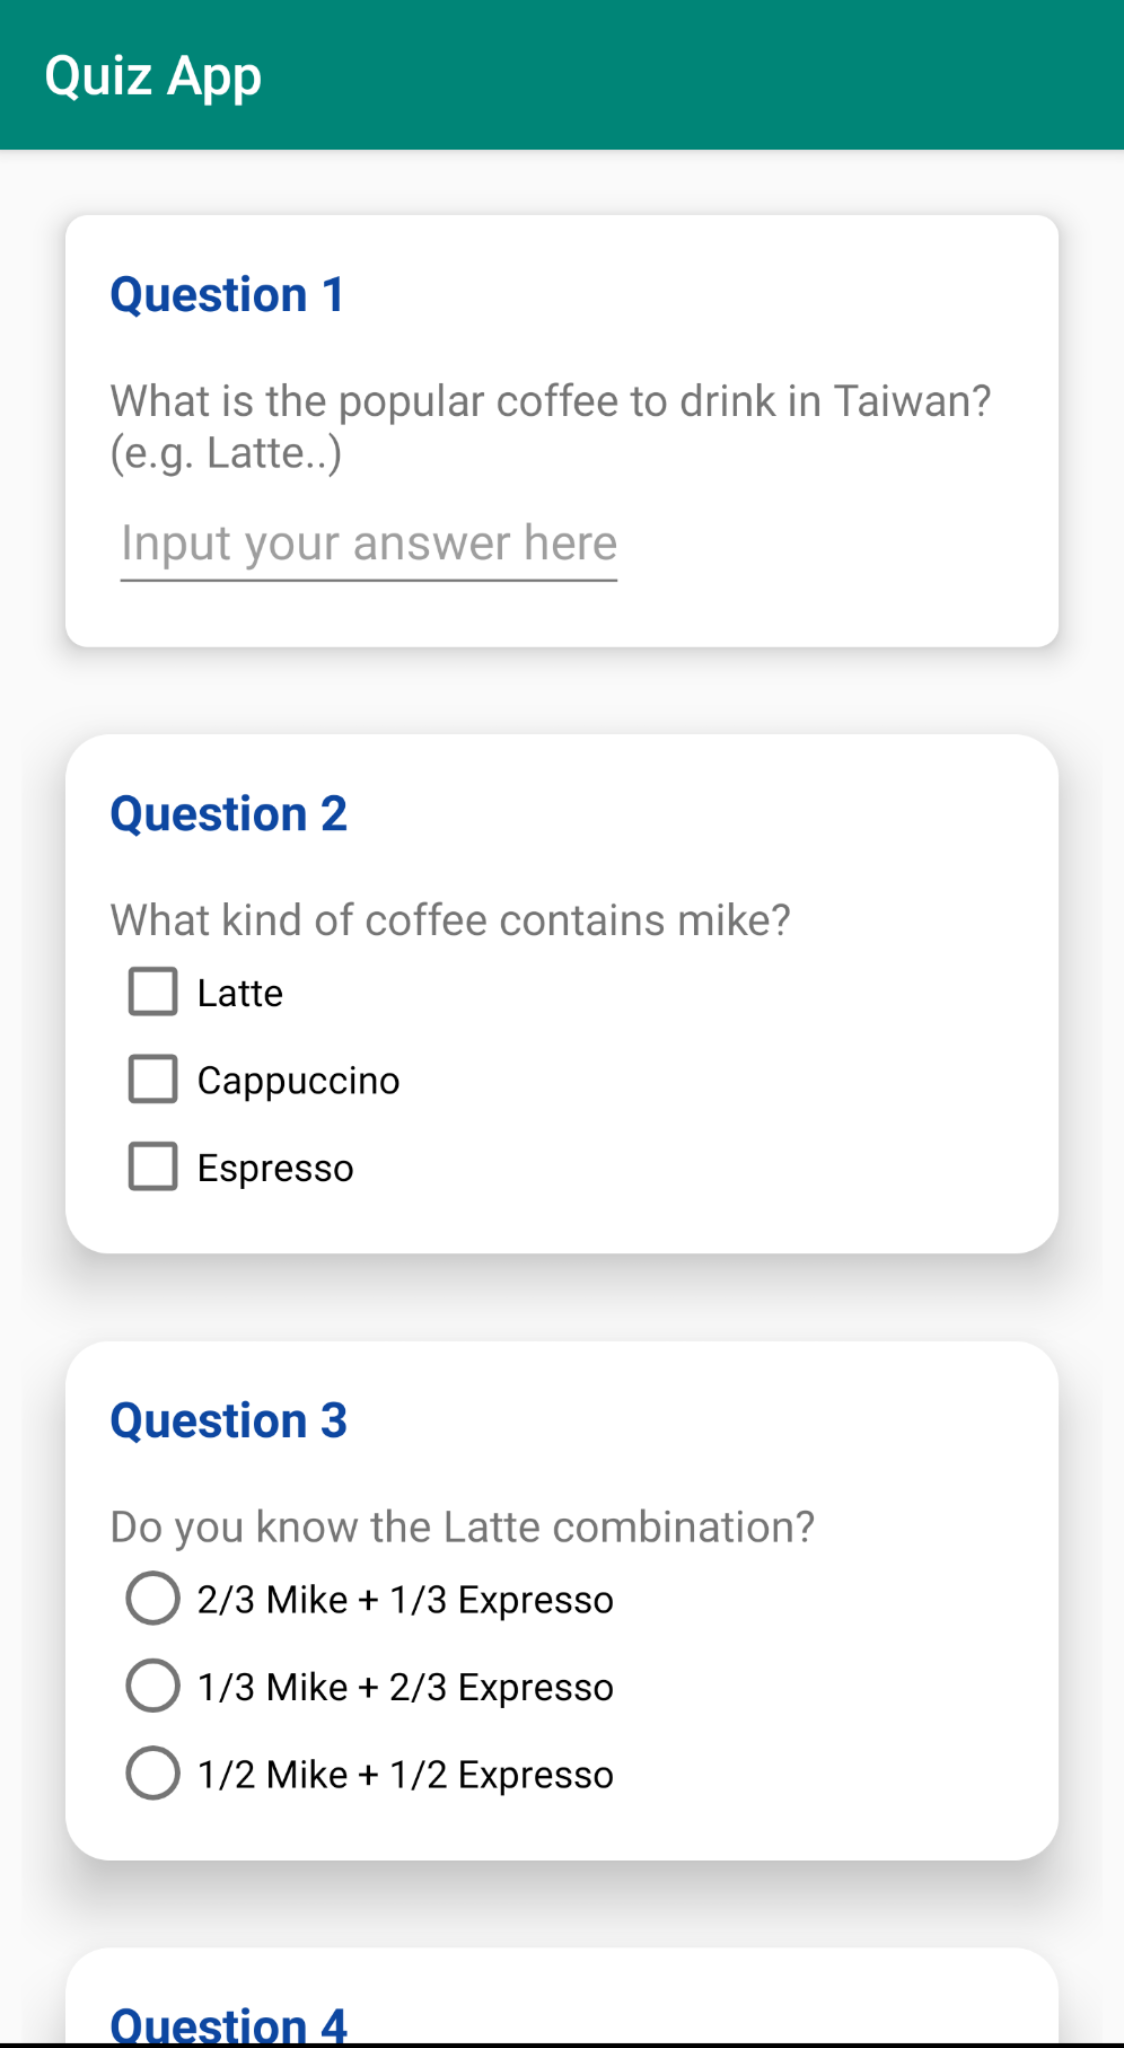 Quiz App
Question 1
What is the popular coffee to drink in Taiwan?
(e.g. Latte..)
Input your answer here
Question 2
What kind of coffee contains mike?
Latte
Cappuccino
Espresso
Question 3
Do you know the Latte combination?
2/3 Mike + 1/3 Expresso
1/3 Mike + 2/3 Expresso
1/2 Mike + 1/2 Expresso
Question 4